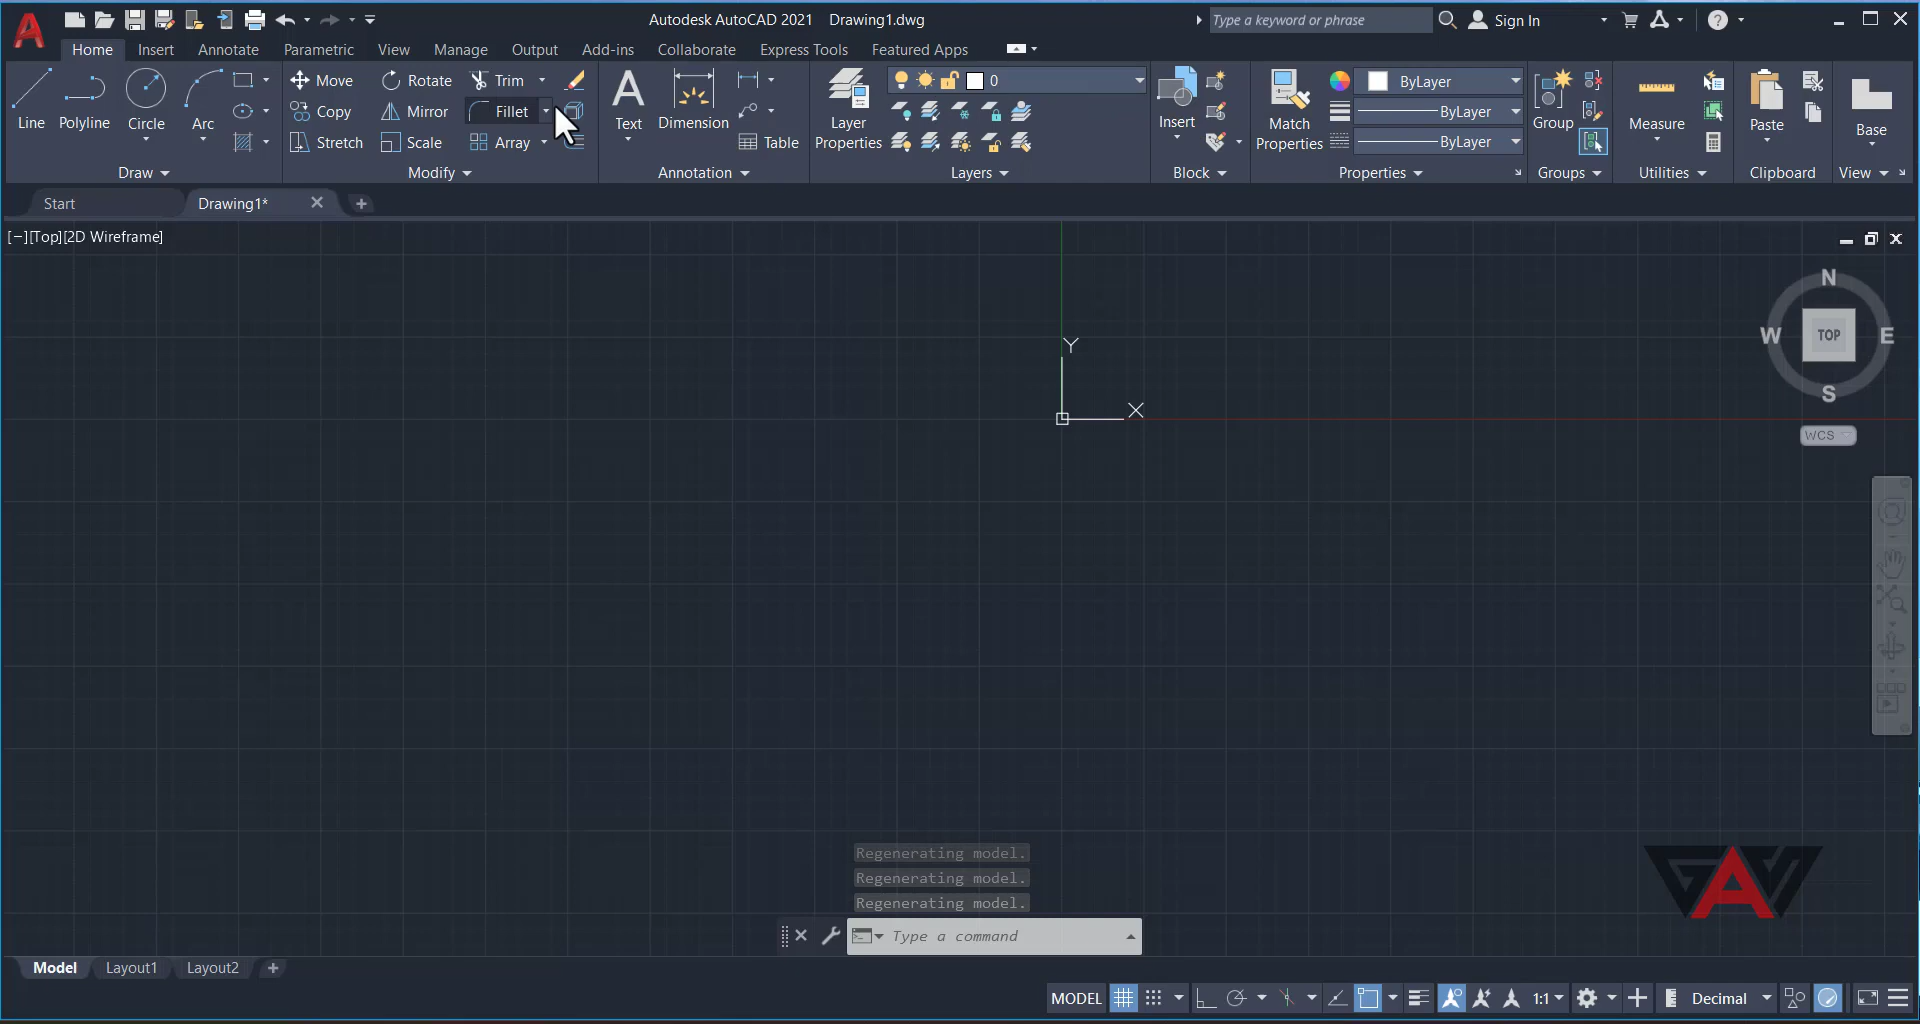 Autodesk AutoCAD 2021 Drawing1.dwg
Type a keyword or phrase
Sign In
Home Insert Annotate Parametric View Manage Output Add-ins Collaborate Express Tools Featured Apps
Move Rotate Trim
0
ByLayer
Line Polyline Circle Arc
Copy Mirror Fillet
Text Dimension
Layer Properties
Insert
Match Properties
ByLayer
Group Measure Paste Base
Stretch Scale Array
Table
ByLayer
Draw Modify Annotation Layers Block Properties Groups Utilities Clipboard View
Start Drawing1*
[−][Top][2D Wireframe]
N
W TOP E
S
WCS
Y
X
Regenerating model.
Regenerating model.
Regenerating model.
Type a command
GAM
Model Layout1 Layout2
MODEL 1:1 Decimal